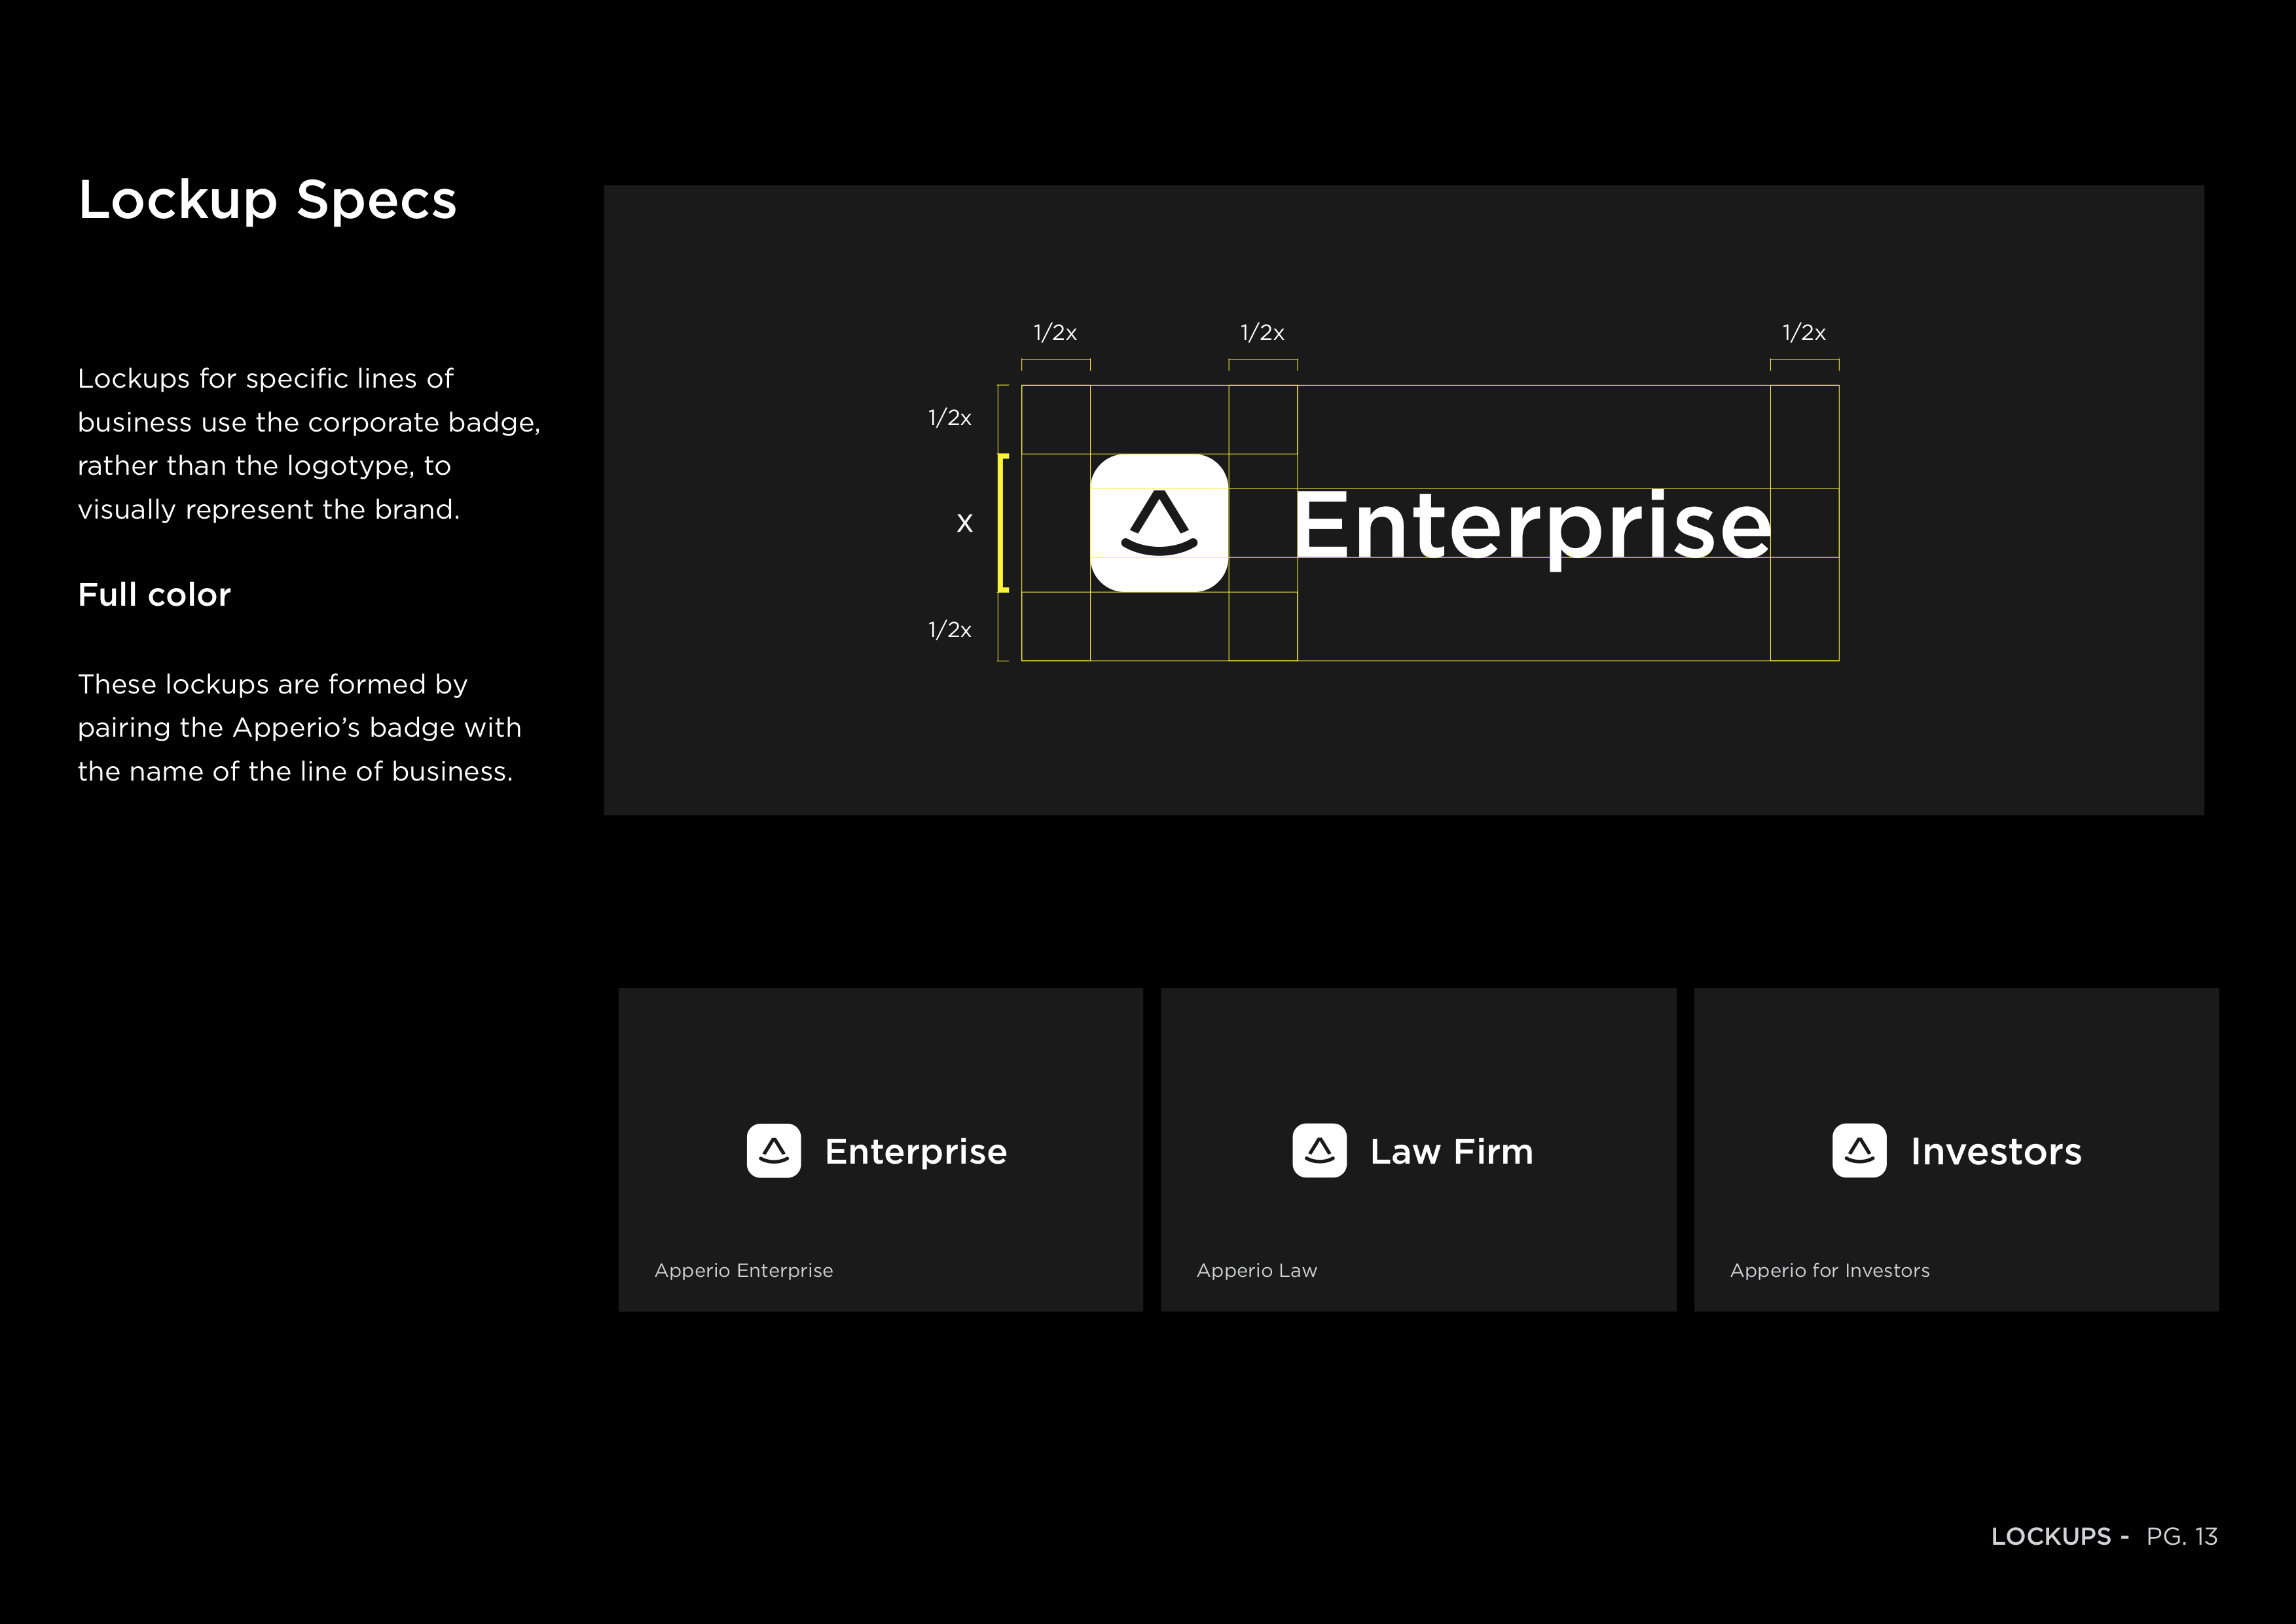 Lockup Specs
Lockups for specific lines of
business use the corporate badge,
rather than the logotype, to
visually represent the brand.
Full color
These lockups are formed by
pairing the Apperio’s badge with
the name of the line of business.
1/2x
1/2x
1/2x
1/2x
x
1/2x
Enterprise
Enterprise
Apperio Enterprise
Law Firm
Apperio Law
Investors
Apperio for Investors
LOCKUPS - PG. 13